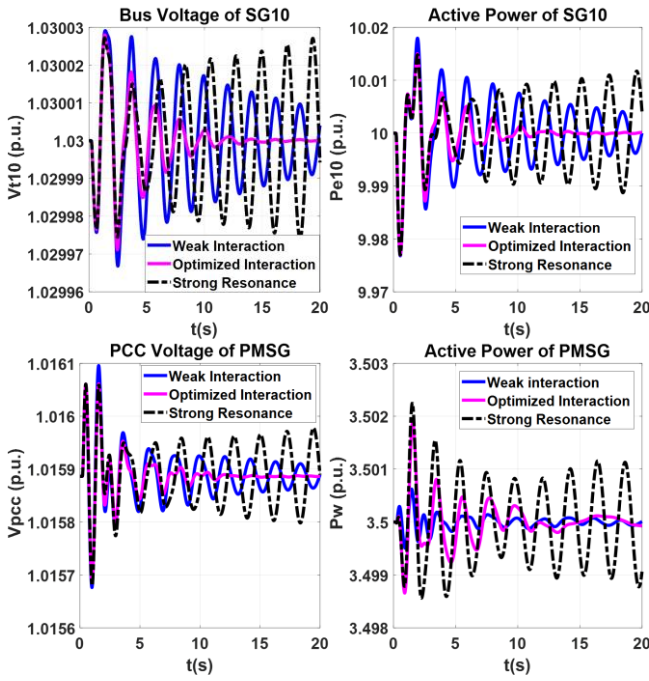 Bus Voltage of SG10
Vt10 (p.u.)
1.03003
1.03002
1.03001
1.03
1.02999
1.02998
1.02997
1.02996
Weak Interaction
Optimized Interaction
Strong Resonance
0 5 10 15 20
t(s)
Active Power of SG10
Pe10 (p.u.)
10.02
10.01
10
9.99
9.98
9.97
Weak Interaction
Optimized Interaction
Strong Resonance
0 5 10 15 20
t(s)
PCC Voltage of PMSG
Vpcc (p.u.)
1.0161
1.016
1.0159
1.0158
1.0157
1.0156
Weak Interaction
Optimized Interaction
Strong Resonance
0 5 10 15 20
t(s)
Active Power of PMSG
Pw (p.u.)
3.503
3.502
3.501
3.5
3.499
3.498
Weak interaction
Optimized Interaction
Strong Resonance
0 5 10 15 20
t(s)